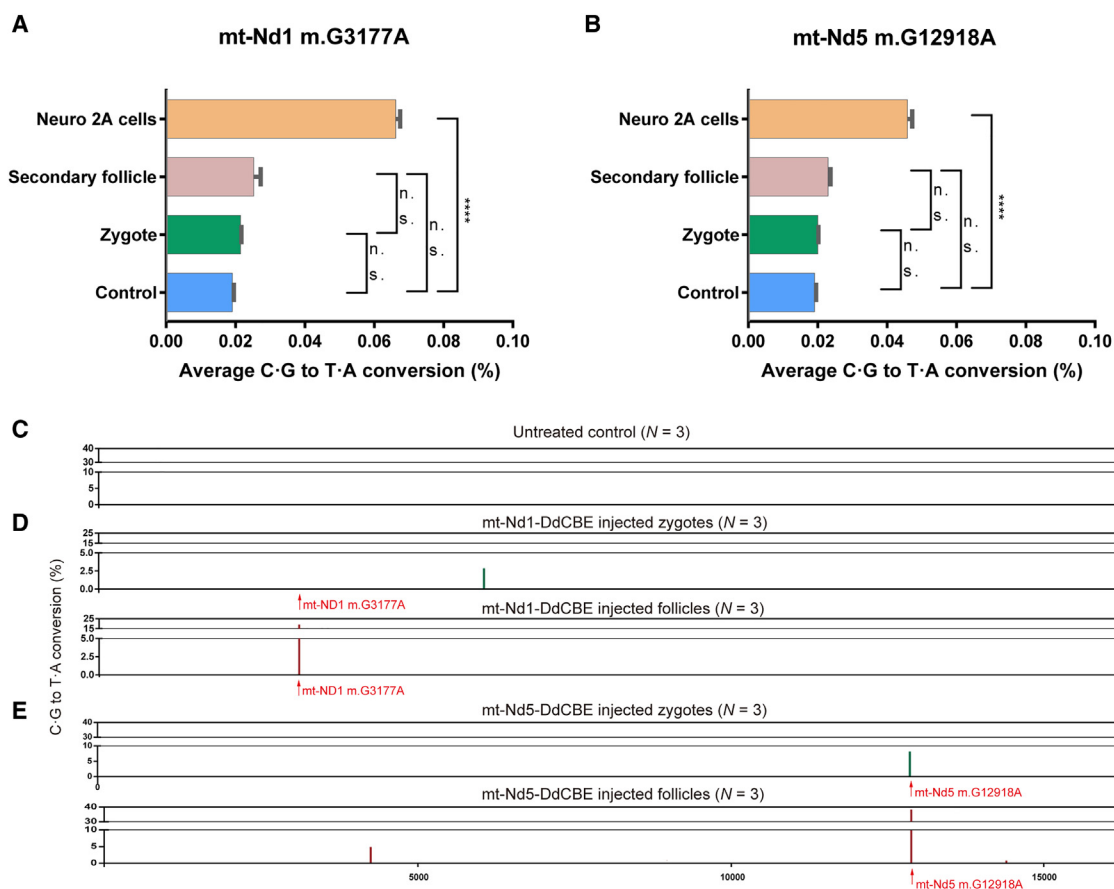 A
mt-Nd1 m.G3177A
Neuro 2A cells
Secondary follicle
Zygote
Control
n.
s.
n.
s.
n.
s.
****
0.00 0.02 0.04 0.06 0.08 0.10
Average C·G to T·A conversion (%)
B
mt-Nd5 m.G12918A
Neuro 2A cells
Secondary follicle
Zygote
Control
n.
s.
n.
s.
n.
s.
****
0.00 0.02 0.04 0.06 0.08 0.10
Average C·G to T·A conversion (%)
C·G to T·A conversion (%)
C
Untreated control (N = 3)
40
30
10
5
0
D
mt-Nd1-DdCBE injected zygotes (N = 3)
25
15
5.0
2.5
0.0
↑mt-ND1 m.G3177A
mt-Nd1-DdCBE injected follicles (N = 3)
25
15
5.0
2.5
0.0
↑mt-ND1 m.G3177A
E
mt-Nd5-DdCBE injected zygotes (N = 3)
40
30
10
5
0
0
↑mt-Nd5 m.G12918A
mt-Nd5-DdCBE injected follicles (N = 3)
40
30
10
5
0
5000 10000 15000
↑mt-Nd5 m.G12918A